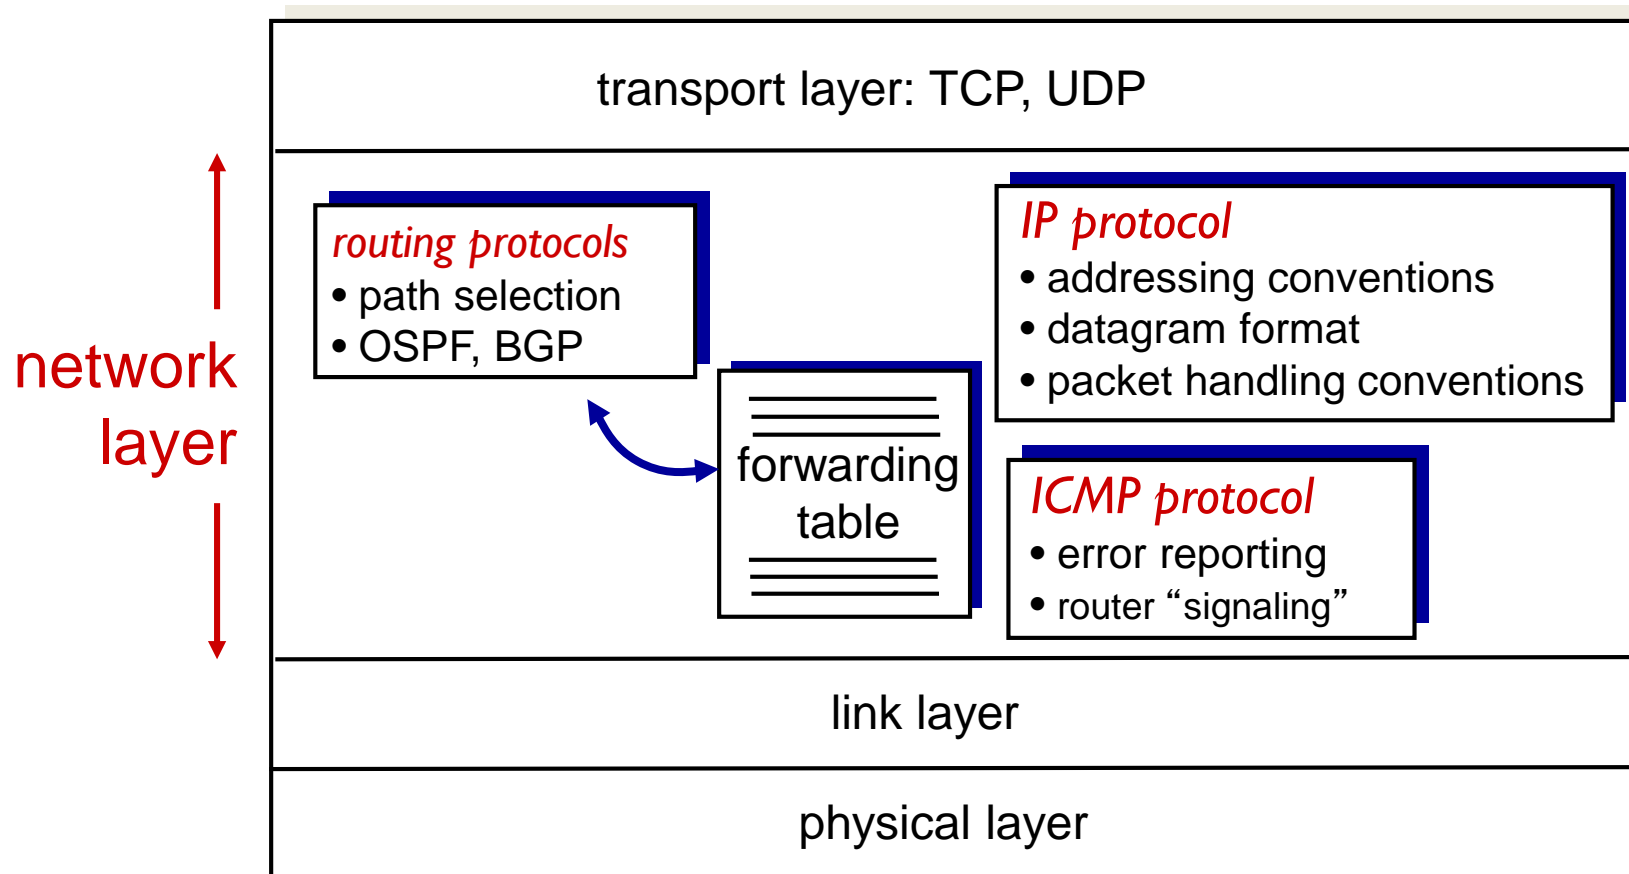 transport layer: TCP, UDP
network
layer
routing protocols
• path selection
• OSPF, BGP
forwarding
table
IP protocol
• addressing conventions
• datagram format
• packet handling conventions
ICMP protocol
• error reporting
• router “signaling”
link layer
physical layer